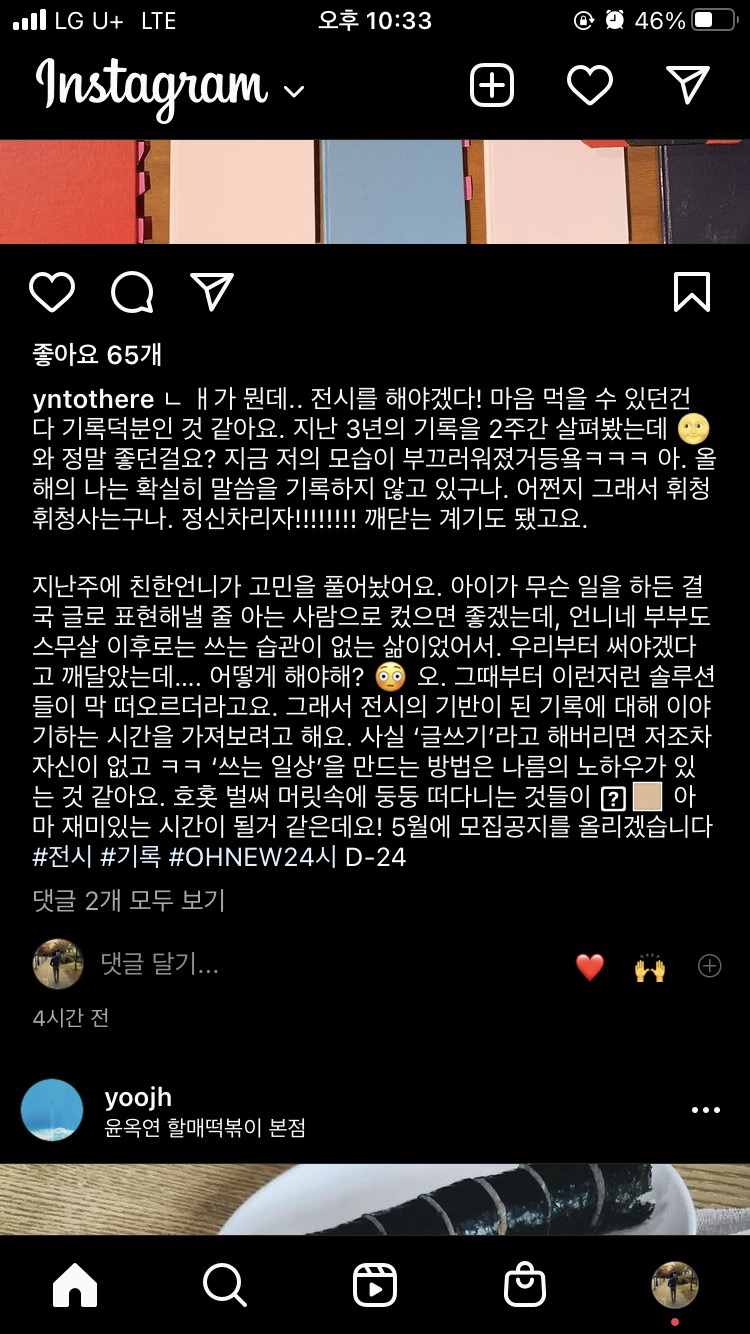 LG U+ LTE 오후 10:33 46%
Instagram
좋아요 65개
yntothere ㄴ ㅐ가 뭔데.. 전시를 해야겠다! 마음 먹을 수 있던건
다 기록덕분인 것 같아요. 지난 3년의 기록을 2주간 살펴봤는데 🌝
와 정말 좋던걸요? 지금 저의 모습이 부끄러워졌거등욬ㅋㅋㅋ 아. 올
해의 나는 확실히 말씀을 기록하지 않고 있구나. 어쩐지 그래서 휘청
휘청사는구나. 정신차리자!!!!!!!! 깨닫는 계기도 됐고요.
지난주에 친한언니가 고민을 풀어놨어요. 아이가 무슨 일을 하든 결
국 글로 표현해낼 줄 아는 사람으로 컸으면 좋겠는데, 언니네 부부도
스무살 이후로는 쓰는 습관이 없는 삶이었어서. 우리부터 써야겠다
고 깨달았는데.... 어떻게 해야해? 😳 오. 그때부터 이런저런 솔루션
들이 막 떠오르더라고요. 그래서 전시의 기반이 된 기록에 대해 이야
기하는 시간을 가져보려고 해요. 사실 ‘글쓰기’라고 해버리면 저조차
자신이 없고 ㅋㅋ ‘쓰는 일상’을 만드는 방법은 나름의 노하우가 있
는 것 같아요. 호홋 벌써 머릿속에 둥둥 떠다니는 것들이 ⍰🏼 아
마 재미있는 시간이 될거 같은데요! 5월에 모집공지를 올리겠습니다
#전시 #기록 #OHNEW24시 D-24
댓글 2개 모두 보기
댓글 달기...
4시간 전
yoojh
윤옥연 할매떡볶이 본점